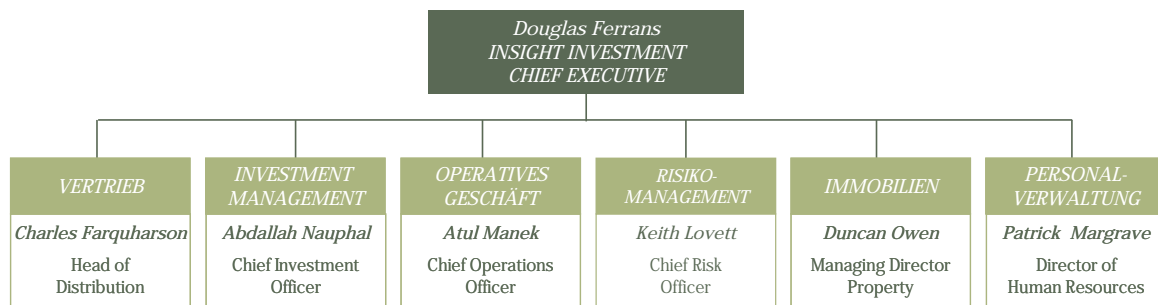 Douglas Ferrans
INSIGHT INVESTMENT
CHIEF EXECUTIVE
VERTRIEB
Charles Farquharson
Head of
Distribution
INVESTMENT
MANAGEMENT
Abdallah Nauphal
Chief Investment
Officer
OPERATIVES
GESCHÄFT
Atul Manek
Chief Operations
Officer
RISIKO-
MANAGEMENT
Keith Lovett
Chief Risk
Officer
IMMOBILIEN
Duncan Owen
Managing Director
Property
PERSONAL-
VERWALTUNG
Patrick Margrave
Director of
Human Resources